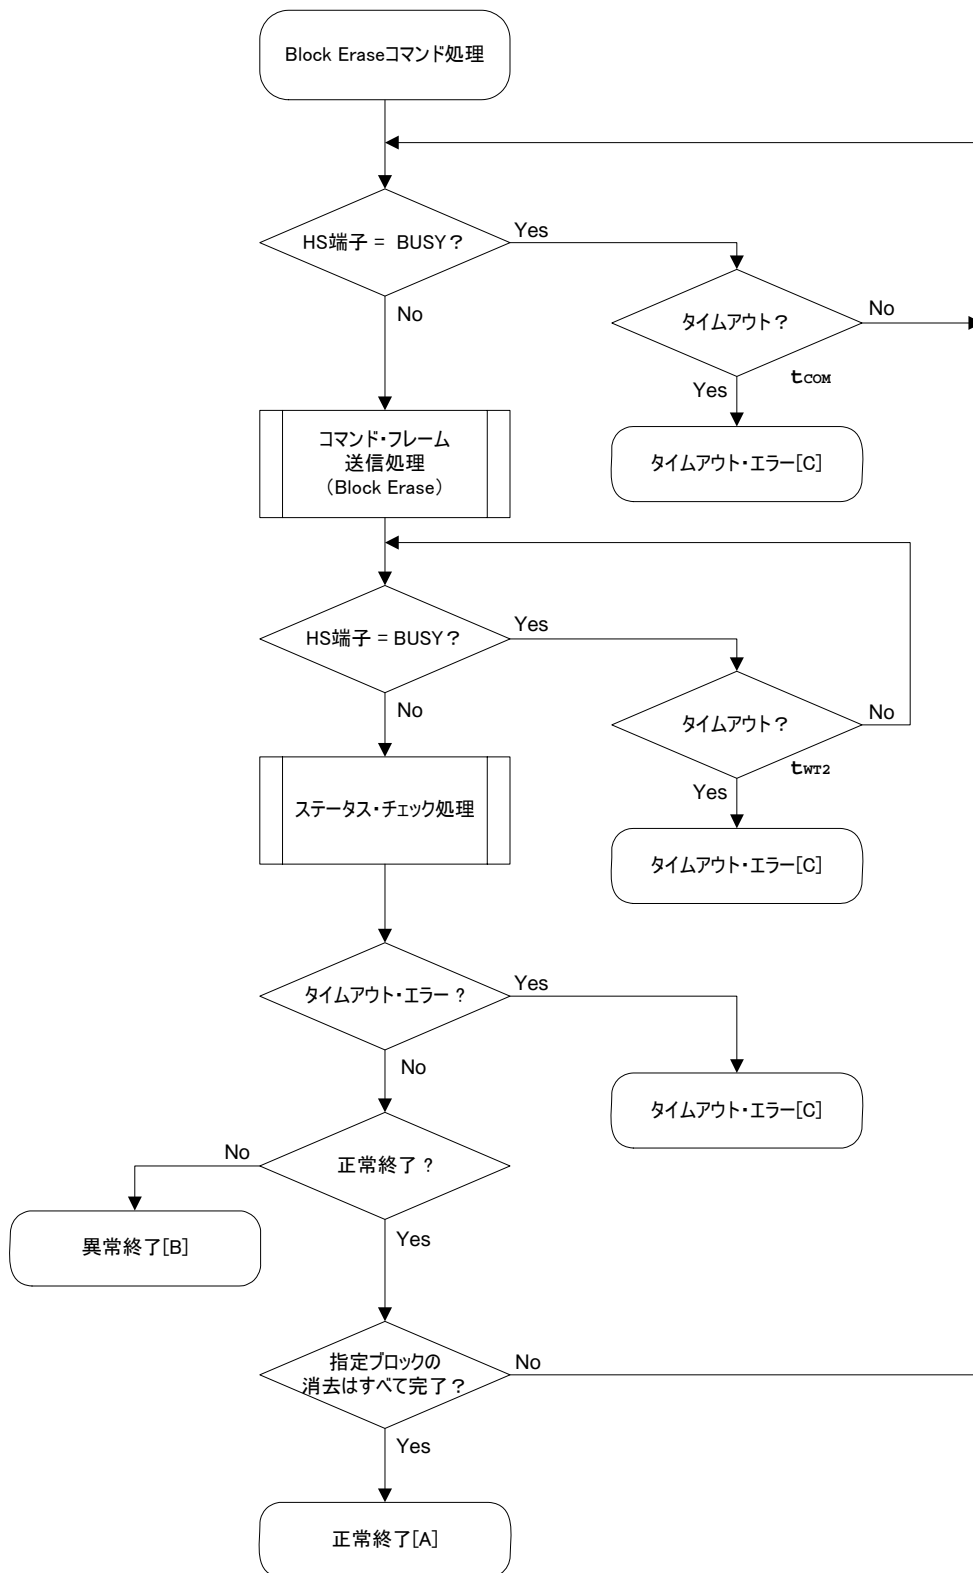 Block Eraseコマンド処理
HS端子 = BUSY?
Yes
No
タイムアウト?
No
tCOM
Yes
タイムアウト・エラー[C]
コマンド・フレーム
送信処理
(Block Erase)
HS端子 = BUSY?
Yes
No
タイムアウト?
No
tWT2
Yes
タイムアウト・エラー[C]
ステータス・チェック処理
タイムアウト・エラー?
Yes
No
タイムアウト・エラー[C]
正常終了?
No
Yes
異常終了[B]
指定ブロックの
消去はすべて完了?
No
Yes
正常終了[A]